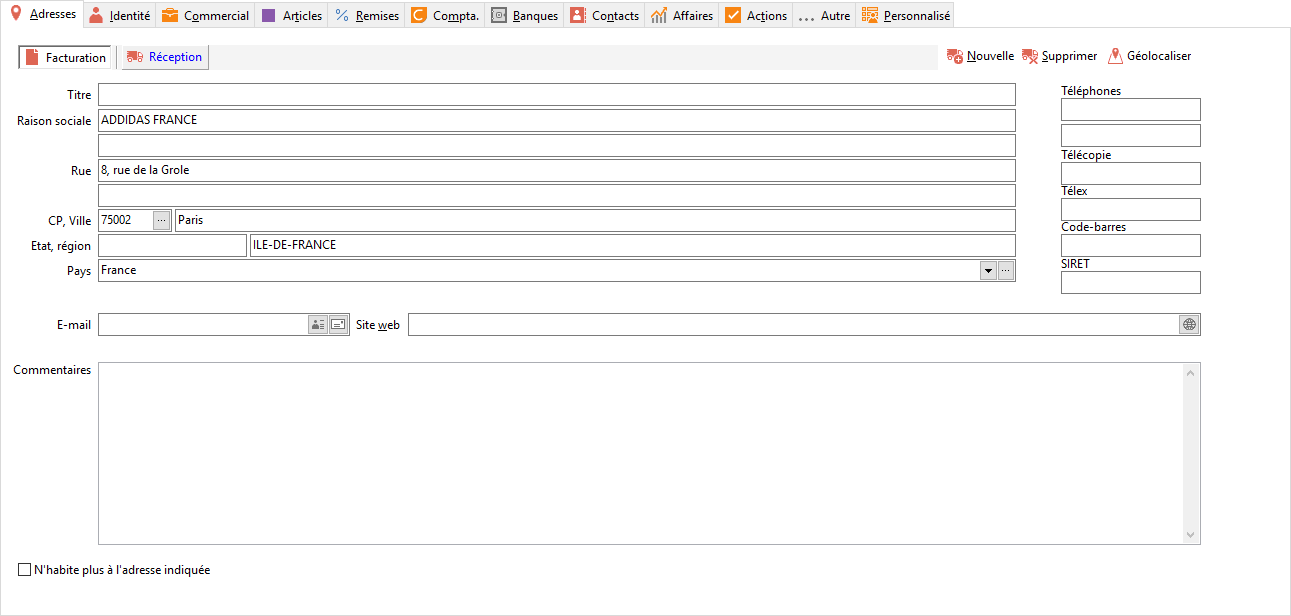 Adresses Identité Commercial Articles Remises Compta. Banques Contacts Affaires Actions ... Autre Personnalisé
Facturation Réception Nouvelle Supprimer Géolocaliser
Titre
Téléphones
Raison sociale ADDIDAS FRANCE
Télécopie
Rue 8, rue de la Grole
Télex
CP, Ville 75002 ... Paris
Code-barres
Etat, région ILE-DE-FRANCE
SIRET
Pays France ...
E-mail Site web
Commentaires
N'habite plus à l'adresse indiquée